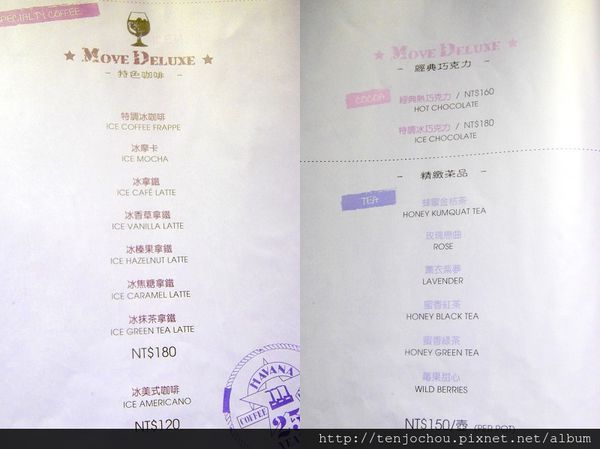 SPECIALTY COFFEE
★ MOVE DELUXE ★
- 特色咖啡 -
特調冰咖啡
ICE COFFEE FRAPPE
冰摩卡
ICE MOCHA
冰拿鐵
ICE CAFÉ LATTE
冰香草拿鐵
ICE VANILLA LATTE
冰榛果拿鐵
ICE HAZELNUT LATTE
冰焦糖拿鐵
ICE CARAMEL LATTE
冰抹茶拿鐵
ICE GREEN TEA LATTE
NT$180
冰美式咖啡
ICE AMERICANO
NT$120
HAVANA
COFFEE
25
YEARS
★ MOVE DELUXE ★
- 經典巧克力 -
COCOA
經典熱巧克力 / NT$160
HOT CHOCOLATE
特調冰巧克力 / NT$180
ICE CHOCOLATE
- 精緻茶品 -
TEA
蜂蜜金桔茶
HONEY KUMQUAT TEA
玫瑰戀曲
ROSE
薰衣紫夢
LAVENDER
蜜香紅茶
HONEY BLACK TEA
蜜香綠茶
HONEY GREEN TEA
莓果甜心
WILD BERRIES
NT$150/壺 (PER POT)
http://tenjochou.pixnet.net/album